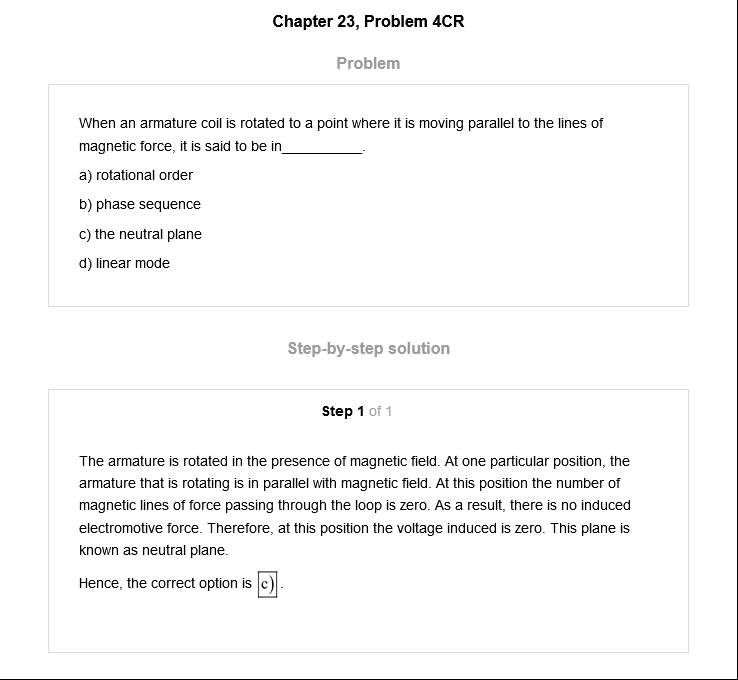 Chapter 23, Problem 4CR
Problem
When an armature coil is rotated to a point where it is moving parallel to the lines of
magnetic force, it is said to be in__________.
a) rotational order
b) phase sequence
c) the neutral plane
d) linear mode
Step-by-step solution
Step 1 of 1
The armature is rotated in the presence of magnetic field. At one particular position, the
armature that is rotating is in parallel with magnetic field. At this position the number of
magnetic lines of force passing through the loop is zero. As a result, there is no induced
electromotive force. Therefore, at this position the voltage induced is zero. This plane is
known as neutral plane.
Hence, the correct option is c) .